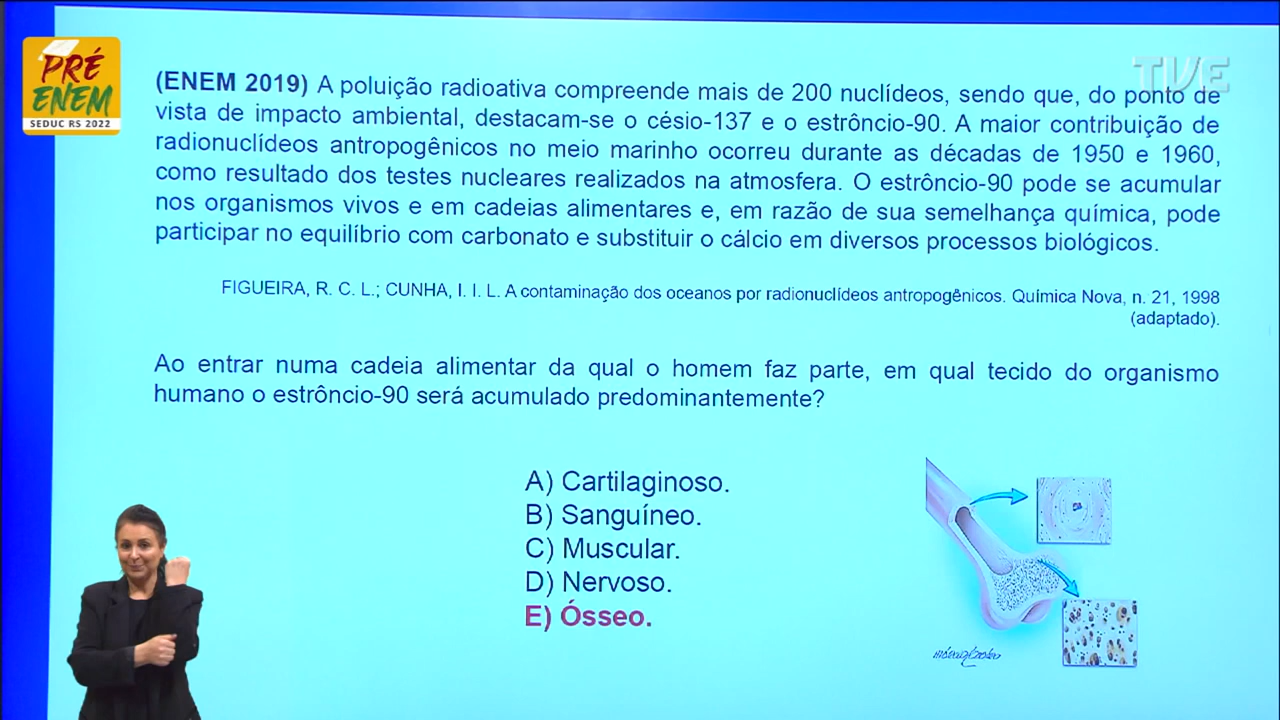 PRÉ
ENEM
SEDUC RS 2022
TVE
(ENEM 2019) A poluição radioativa compreende mais de 200 nuclídeos, sendo que, do ponto de
vista de impacto ambiental, destacam-se o césio-137 e o estrôncio-90. A maior contribuição de
radionuclídeos antropogênicos no meio marinho ocorreu durante as décadas de 1950 e 1960,
como resultado dos testes nucleares realizados na atmosfera. O estrôncio-90 pode se acumular
nos organismos vivos e em cadeias alimentares e, em razão de sua semelhança química, pode
participar no equilíbrio com carbonato e substituir o cálcio em diversos processos biológicos.
FIGUEIRA, R. C. L.; CUNHA, I. I. L. A contaminação dos oceanos por radionuclídeos antropogênicos. Química Nova, n. 21, 1998
(adaptado).
Ao entrar numa cadeia alimentar da qual o homem faz parte, em qual tecido do organismo
humano o estrôncio-90 será acumulado predominantemente?
A) Cartilaginoso.
B) Sanguíneo.
C) Muscular.
D) Nervoso.
E) Ósseo.